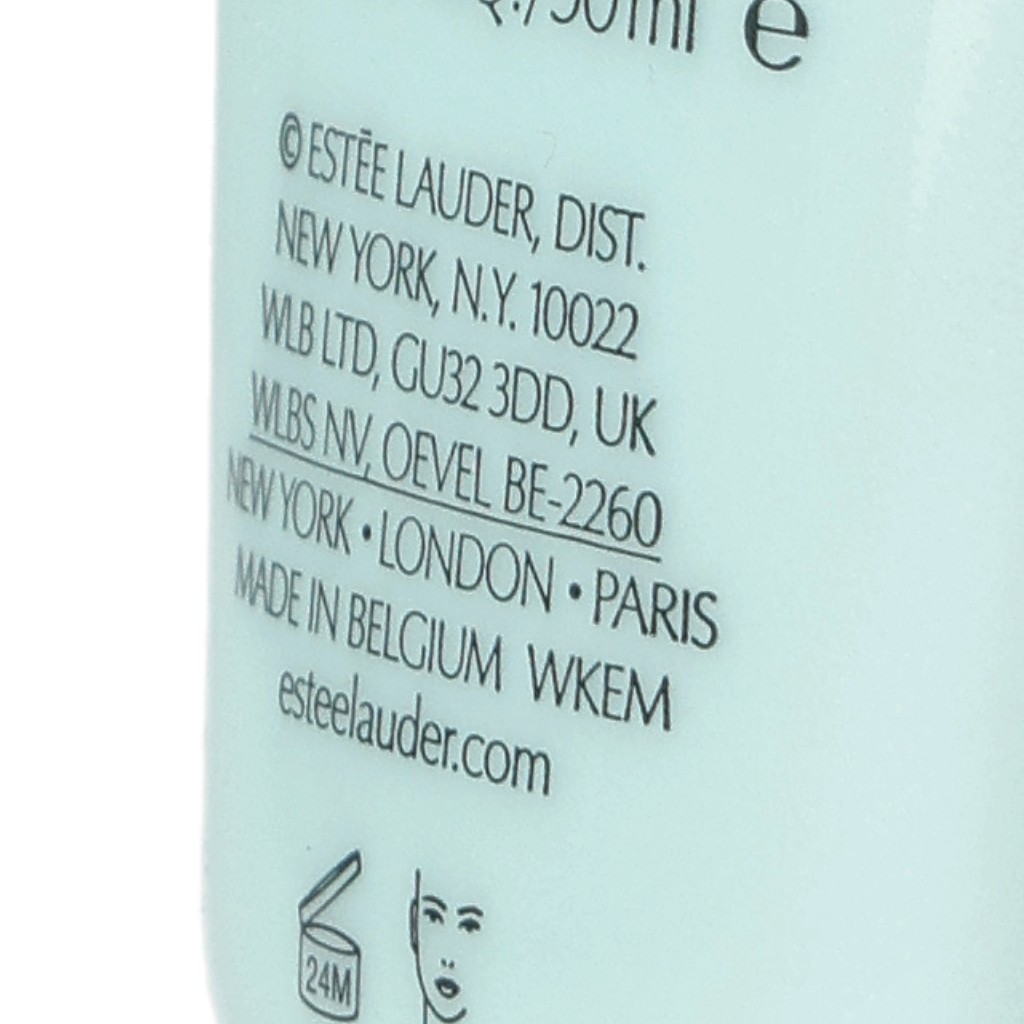 50ml e
© ESTĒE LAUDER, DIST.
NEW YORK, N.Y. 10022
WLB LTD, GU32 3DD, UK
WLBS NV, OEVEL BE-2260
NEW YORK • LONDON • PARIS
MADE IN BELGIUM WKEM
esteelauder.com
24M